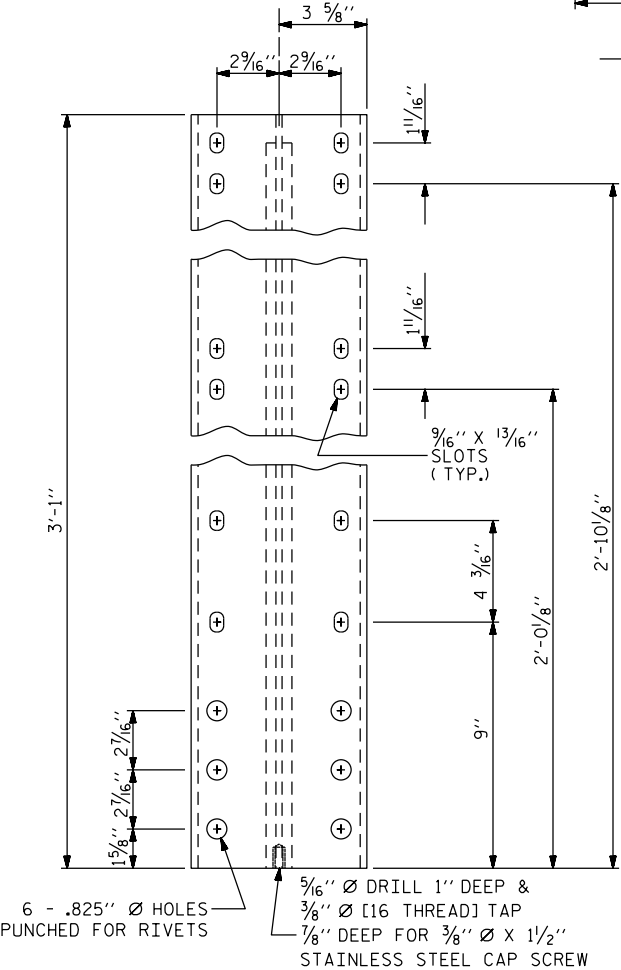 3 5/8''
2 9/16'' 2 9/16''
1 11/16''
1 11/16''
9/16'' X 13/16''
SLOTS
(TYP.)
3'-1''
2'-10 1/8''
4 3/16''
2'-0 1/8''
9''
2 7/16''
2 7/16''
1 5/8''
6 - .825" Ø HOLES
PUNCHED FOR RIVETS
5/16'' Ø DRILL 1'' DEEP &
3/8'' Ø [16 THREAD] TAP
7/8'' DEEP FOR 3/8'' Ø X 1 1/2''
STAINLESS STEEL CAP SCREW